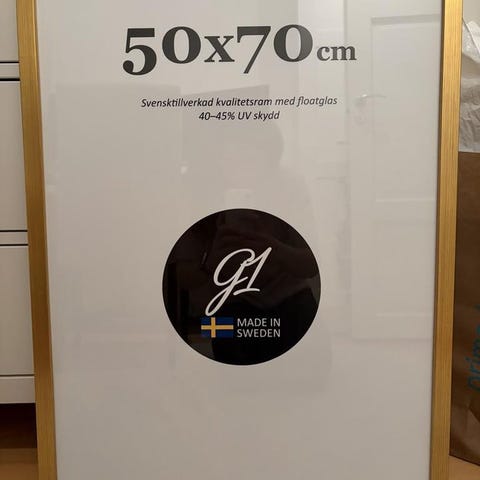 50x70cm
Svensktillverkad kvalitetsram med floatglas
40–45% UV skydd
G1
MADE IN
SWEDEN